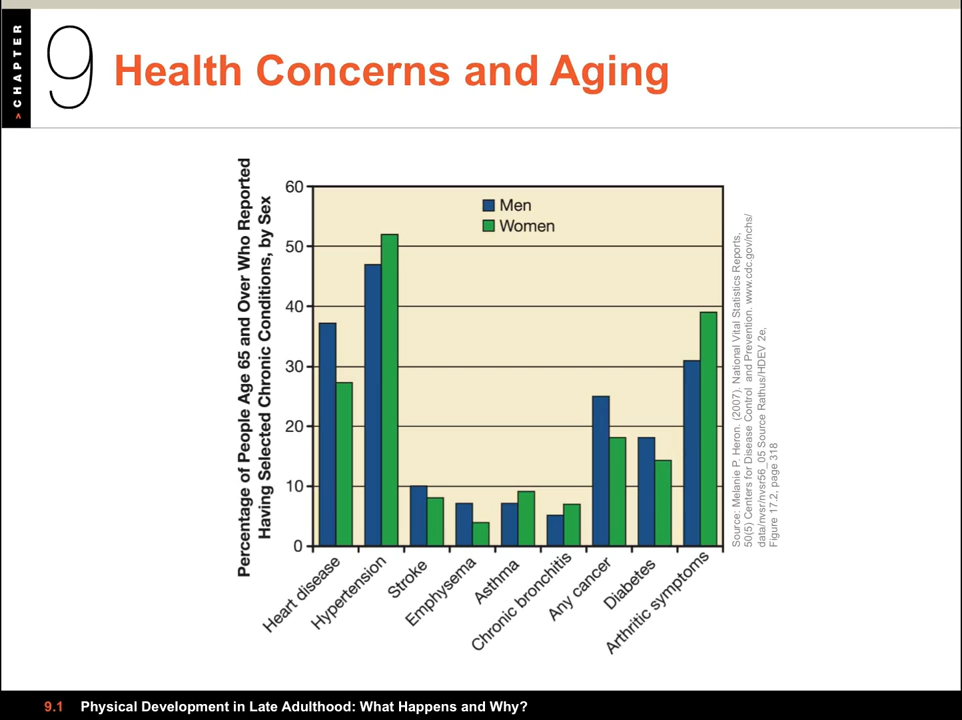 > CHAPTER
9
Health Concerns and Aging
Percentage of People Age 65 and Over Who Reported
Having Selected Chronic Conditions, by Sex
60
50
40
30
20
10
0
Men
Women
Heart disease
Hypertension
Stroke
Emphysema
Asthma
Chronic bronchitis
Any cancer
Diabetes
Arthritic symptoms
Source: Melanie P. Heron. (2007). National Vital Statistics Reports,
50(5) Centers for Disease Control and Prevention. www.cdc.gov/nchs/
data/nvsr/nvsr56_05 Source Rathus/HDEV 2e,
Figure 17.2, page 318
9.1 Physical Development in Late Adulthood: What Happens and Why?